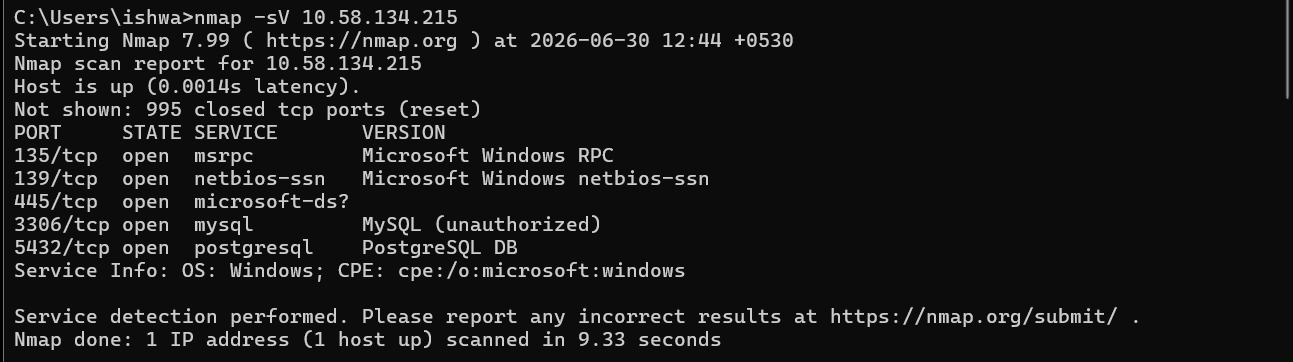 C:\Users\ishwa>nmap -sV 10.58.134.215
Starting Nmap 7.99 ( https://nmap.org ) at 2026-06-30 12:44 +0530
Nmap scan report for 10.58.134.215
Host is up (0.0014s latency).
Not shown: 995 closed tcp ports (reset)
PORT     STATE SERVICE       VERSION
135/tcp  open  msrpc         Microsoft Windows RPC
139/tcp  open  netbios-ssn   Microsoft Windows netbios-ssn
445/tcp  open  microsoft-ds?
3306/tcp open  mysql         MySQL (unauthorized)
5432/tcp open  postgresql    PostgreSQL DB
Service Info: OS: Windows; CPE: cpe:/o:microsoft:windows

Service detection performed. Please report any incorrect results at https://nmap.org/submit/ .
Nmap done: 1 IP address (1 host up) scanned in 9.33 seconds